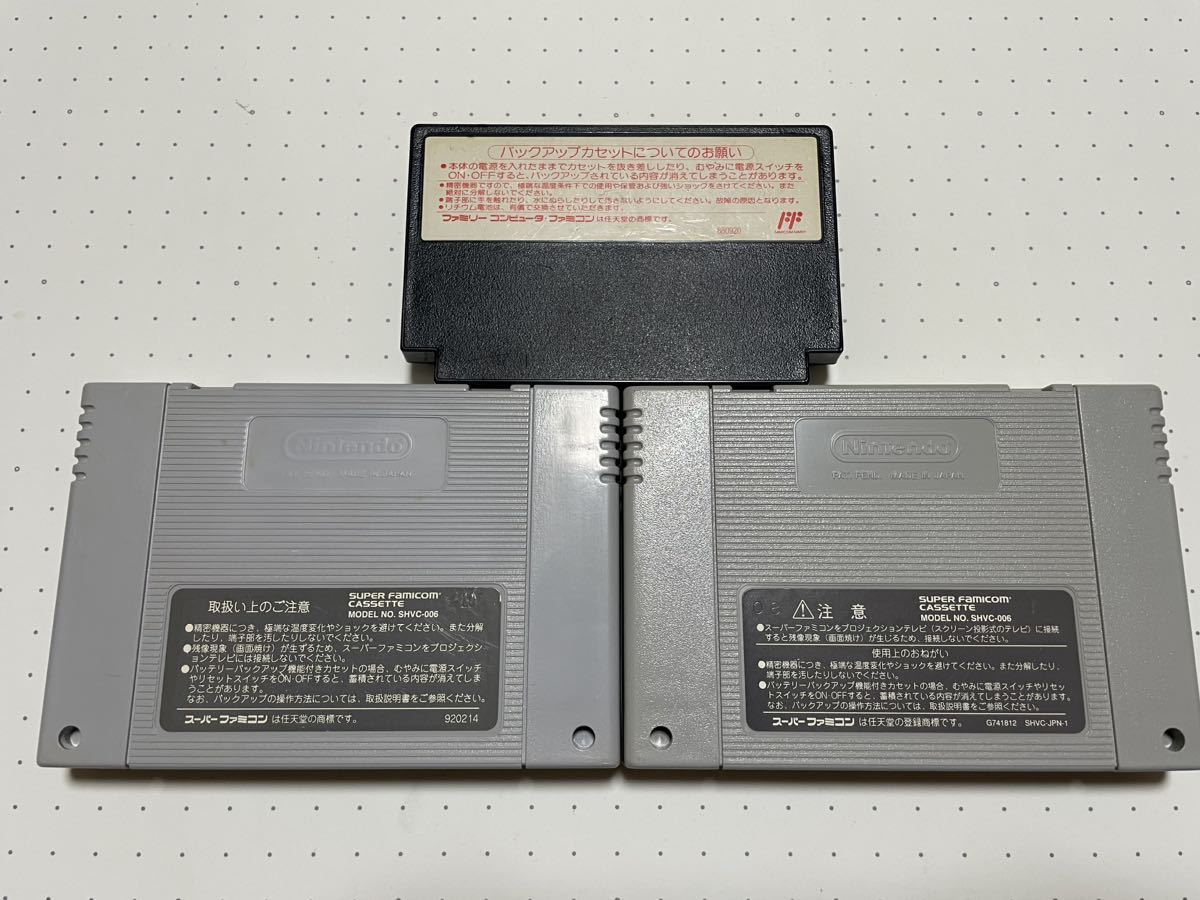 バックアップカセットについてのお願い
●本体の電源を入れたままでカセットを抜き差ししたり、むやみに電源スイッチを
ON・OFFすると、バックアップされている内容が消えてしまうことがあります。
●精密機器ですので、極端な温度条件下での使用や保管および強いショックをさけてください。また
絶対に分解しないでください。
●端子部に手を触れたり、水にぬらしたりして汚さないようにしてください。故障の原因となります。
●リチウム電池は、有償で交換させていただきます。
ファミリー コンピュータ・ファミコンは任天堂の商標です。
FAMICOM FAMILY
880920
Nintendo
MADE IN JAPAN
取扱い上のご注意
SUPER FAMICOM
CASSETTE
MODEL NO. SHVC-006
●精密機器につき、極端な温度変化やショックを避けてください。また分解
したり、端子部を汚したりしないでください。
●残像現象（画面焼け）が生ずるため、スーパーファミコンをプロジェクシ
ョンテレビには接続しないでください。
●バッテリーバックアップ機能付きカセットの場合、むやみに電源スイッチ
やリセットスイッチをON・OFFすると、蓄積されている内容が消えてしま
うことがあります。
なお、バックアップの操作方法については、取扱説明書をご参照ください。
スーパーファミコン は任天堂の商標です。
920214
Nintendo
MADE IN JAPAN
注 意
SUPER FAMICOM
CASSETTE
MODEL NO. SHVC-006
●スーパーファミコンをプロジェクションテレビ（スクリーン投影式のテレビ）に接続
すると残像現象（画面焼け）が生じるため、接続しないでください。
使用上のおねがい
●精密機器につき、極端な温度変化やショックを避けてください。また分解したり、
端子部を汚したりしないでください。
●バッテリーバックアップ機能付きカセットの場合、むやみに電源スイッチやリセッ
トスイッチをON・OFFすると、蓄積されている内容が消えてしまうことがあります。
なお、バックアップの操作方法については、取扱説明書をご参照ください。
スーパーファミコン は任天堂の登録商標です。
G741812 SHVC-JPN-1